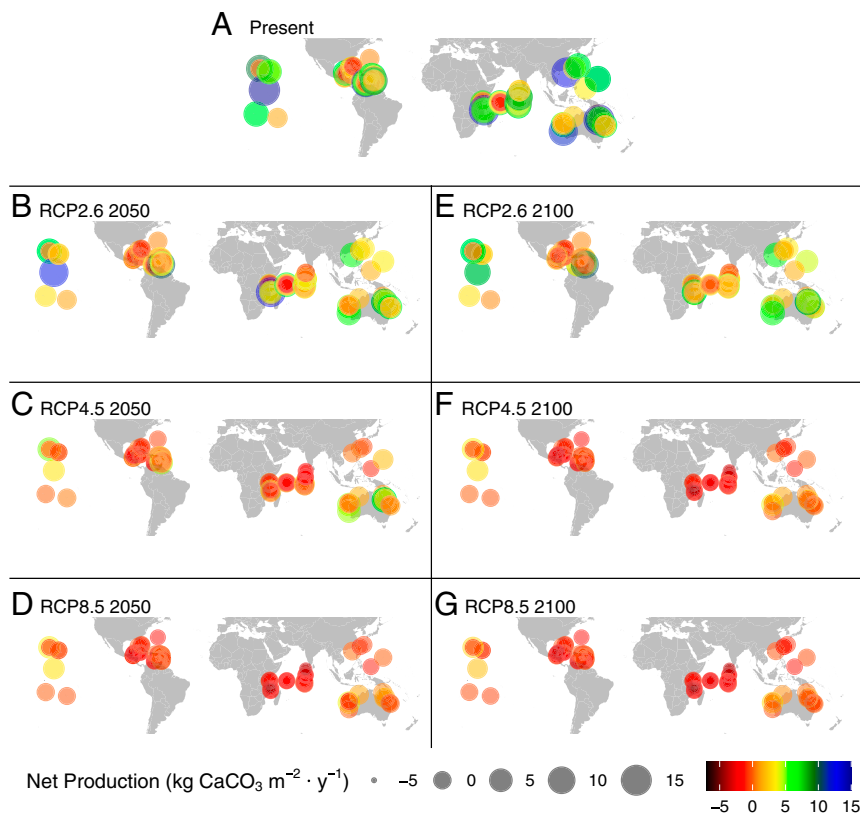 A Present
B RCP2.6 2050
E RCP2.6 2100
C RCP4.5 2050
F RCP4.5 2100
D RCP8.5 2050
G RCP8.5 2100
Net Production (kg CaCO₃ m⁻² · y⁻¹) −5 0 5 10 15
−5 0 5 10 15